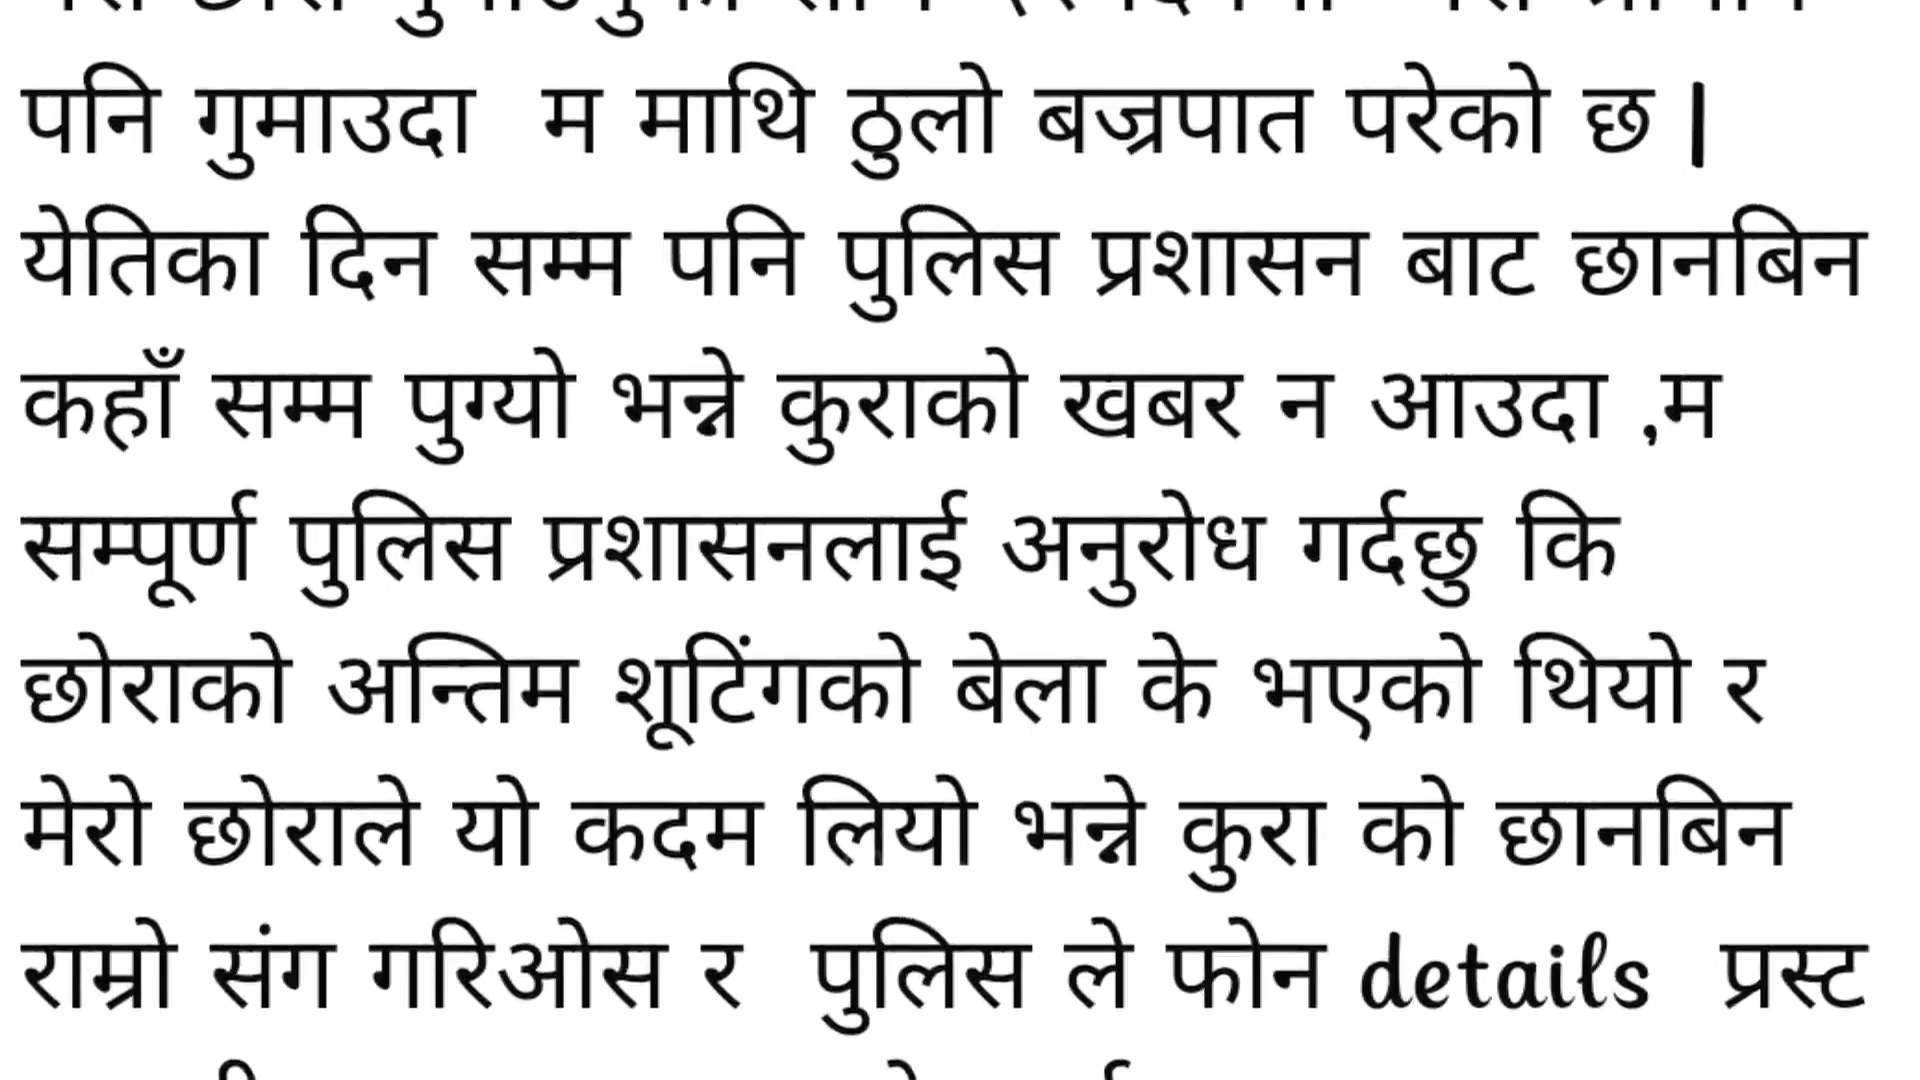 पनि गुमाउदा म माथि ठुलो बज्रपात परेको छ |
येतिका दिन सम्म पनि पुलिस प्रशासन बाट छानबिन
कहाँ सम्म पुग्यो भन्ने कुराको खबर न आउदा ,म
सम्पूर्ण पुलिस प्रशासनलाई अनुरोध गर्दछु कि
छोराको अन्तिम शूटिंगको बेला के भएको थियो र
मेरो छोराले यो कदम लियो भन्ने कुरा को छानबिन
राम्रो संग गरिओस र पुलिस ले फोन details प्रस्ट